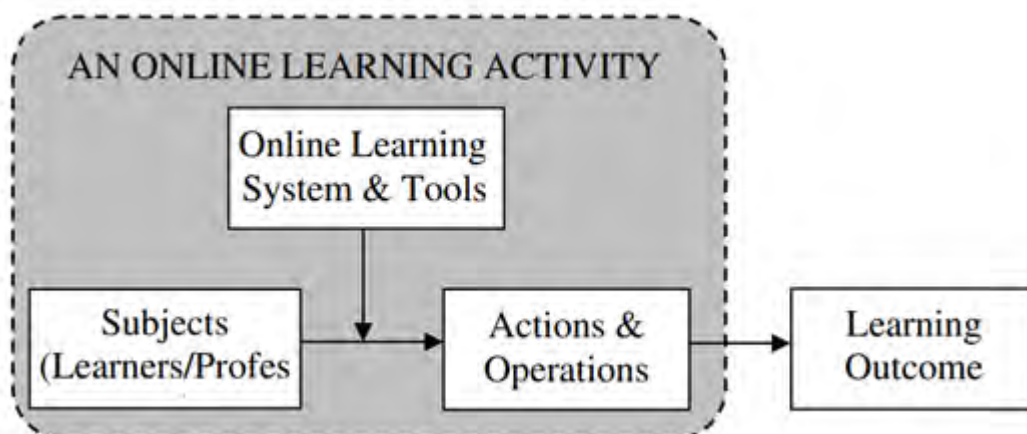 AN ONLINE LEARNING ACTIVITY
Online Learning
System & Tools
Subjects
(Learners/Profes
Actions &
Operations
Learning
Outcome